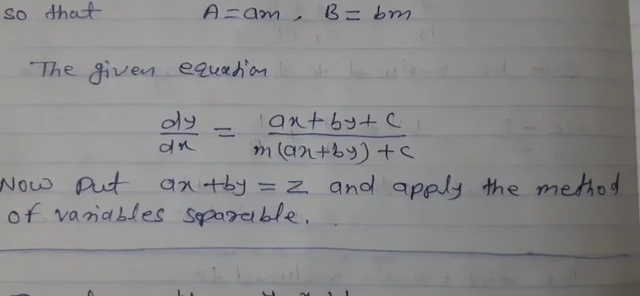 so that A = am, B = bm
The given equation
dy/dx = (ax+by+c)/(m(ax+by)+c)
Now put ax+by = z and apply the method
of variables separable.